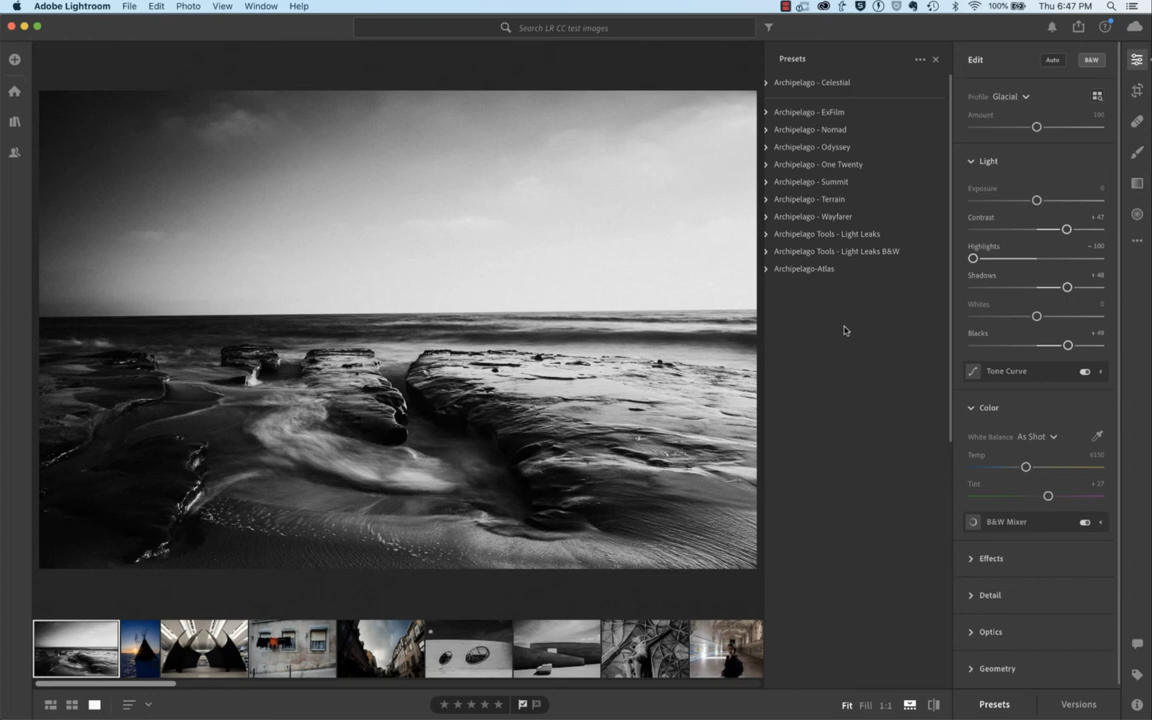 Adobe Lightroom File Edit Photo View Window Help
100% Thu 6:47 PM
Search LR CC test images
Presets
Archipelago - Celestial
Archipelago - ExFilm
Archipelago - Nomad
Archipelago - Odyssey
Archipelago - One Twenty
Archipelago - Summit
Archipelago - Terrain
Archipelago - Wayfarer
Archipelago Tools - Light Leaks
Archipelago Tools - Light Leaks B&W
Archipelago-Atlas
Edit Auto B&W
Profile Glacial
Amount 100
Light
Exposure 0
Contrast + 47
Highlights - 100
Shadows + 48
Whites 0
Blacks + 49
Tone Curve
Color
White Balance As Shot
Temp 6150
Tint + 27
B&W Mixer
Effects
Detail
Optics
Geometry
Fit Fill 1:1
Presets Versions